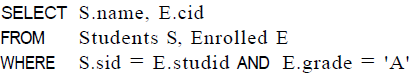 SELECT S.name, E.cid
FROM Students S, Enrolled E
WHERE S.sid = E.studid AND E.grade = 'A'